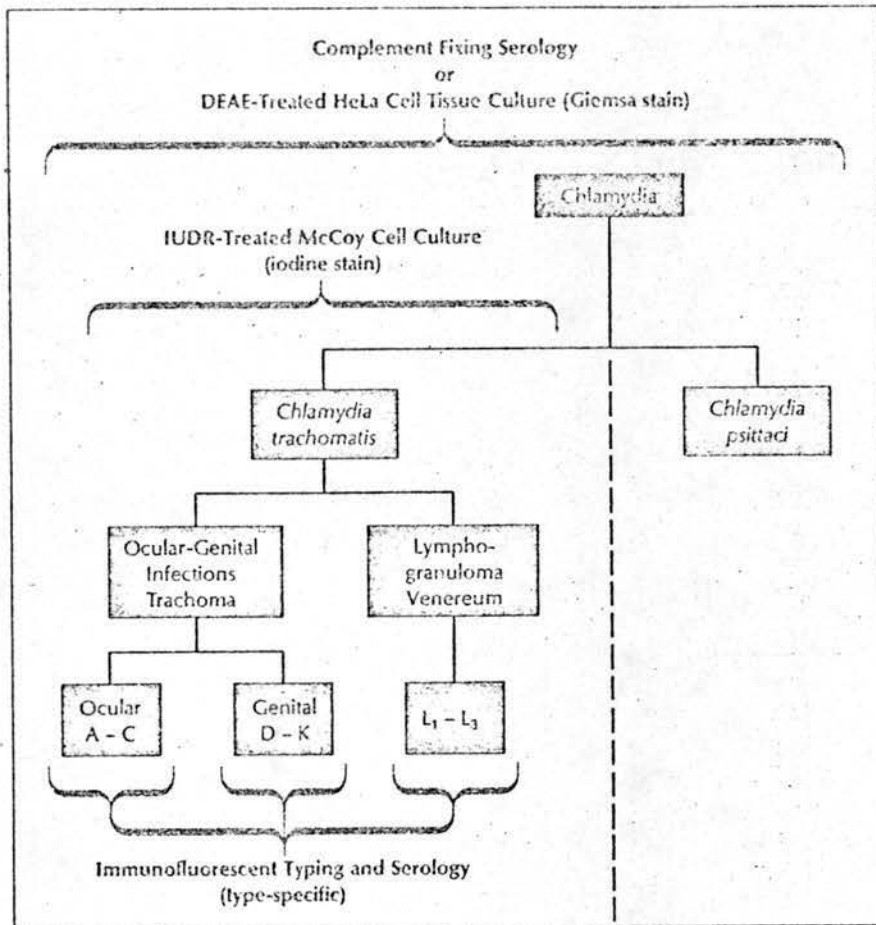 Complement Fixing Serology
or
DEAE-Treated HeLa Cell Tissue Culture (Giemsa stain)
Chlamydia
IUDR-Treated McCoy Cell Culture
(iodine stain)
Chlamydia
trachomatis
Chlamydia
psittaci
Ocular-Genital
Infections
Trachoma
Lympho-
granuloma
Venereum
Ocular
A – C
Genital
D – K
L₁ – L₃
Immunofluorescent Typing and Serology
(type-specific)